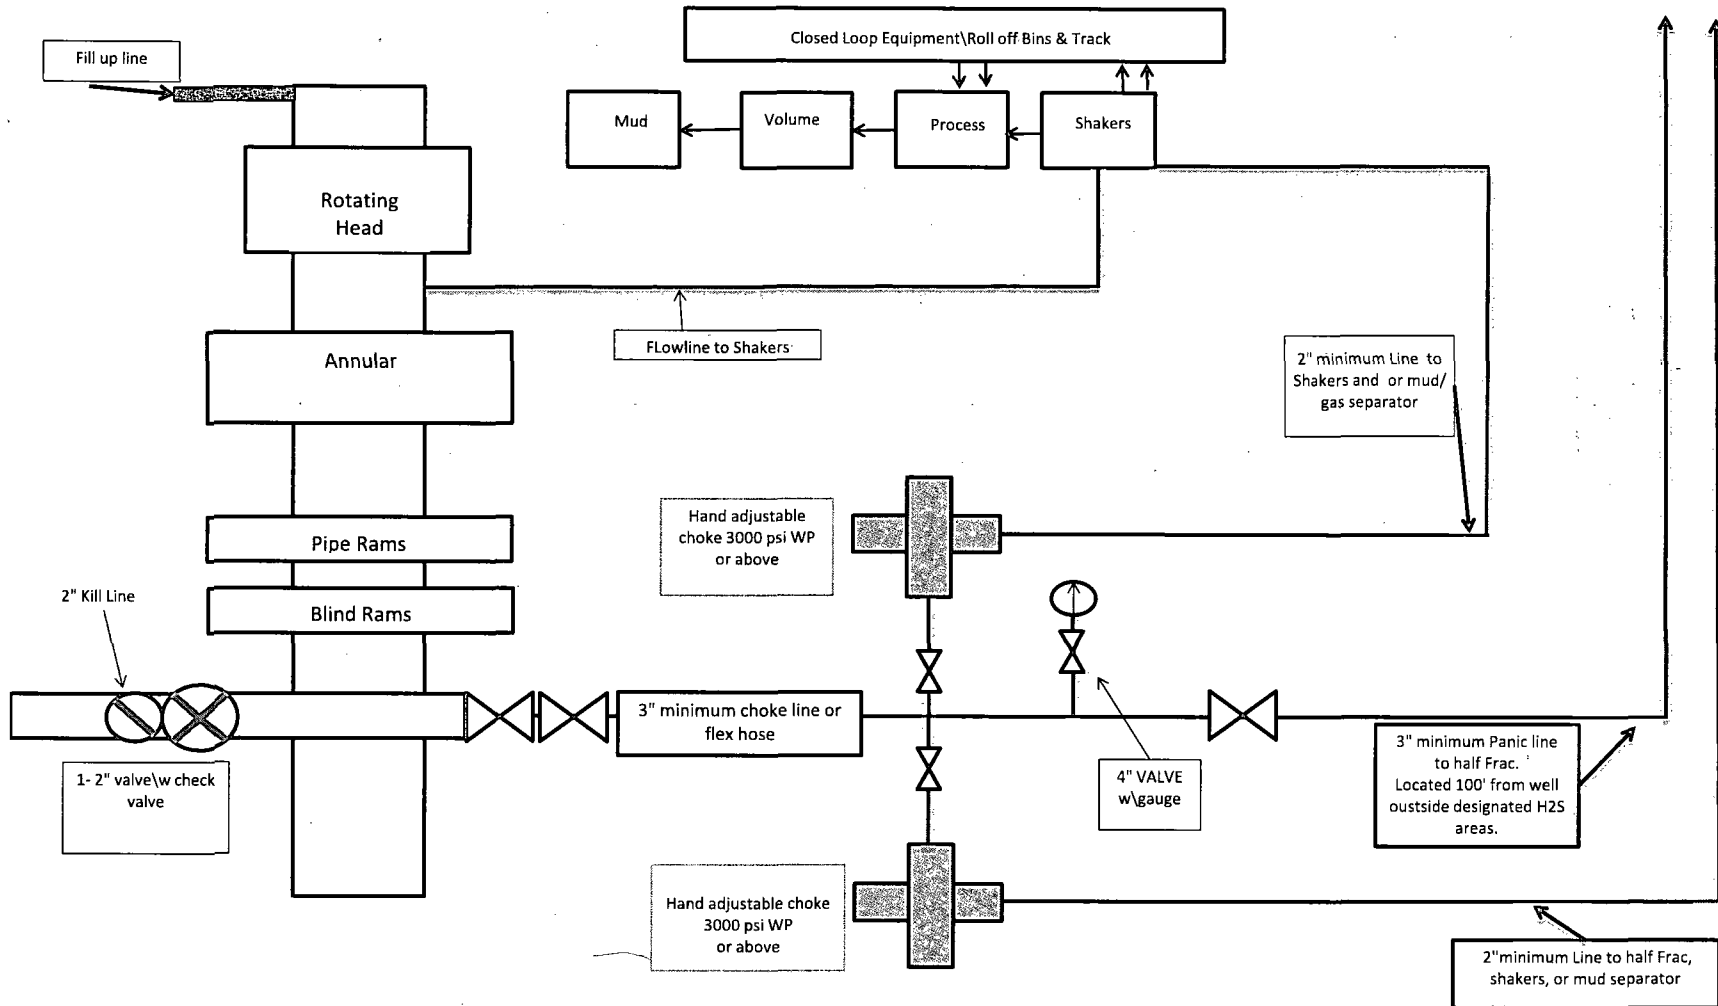 Closed Loop Equipment\Roll off Bins & Track
Fill up line
Mud
Volume
Process
Shakers
Rotating
Head
FLowline to Shakers
Annular
2" minimum Line to
Shakers and or mud/
gas separator
Hand adjustable
choke 3000 psi WP
or above
Pipe Rams
2" Kill Line
Blind Rams
3" minimum choke line or
flex hose
1- 2" valve\w check
valve
4" VALVE
w\gauge
3" minimum Panic line
to half Frac.
Located 100' from well
oustside designated H2S
areas.
Hand adjustable choke
3000 psi WP
or above
2"minimum Line to half Frac,
shakers, or mud separator